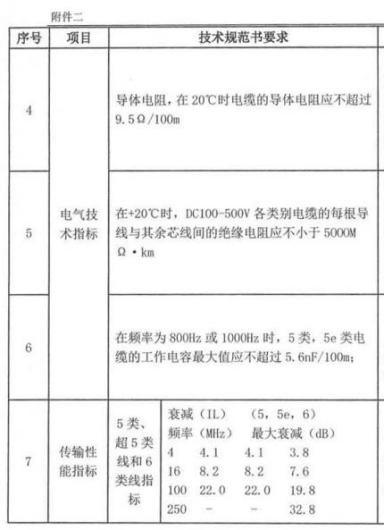 附件二
序号 项目 技术规范书要求
4
导体电阻，在 20℃时电缆的导体电阻应不超过
9.5Ω/100m
电气技
术指标
5
在+20℃时，DC100-500V 各类别电缆的每根导
线与其余芯线间的绝缘电阻应不小于 5000M
Ω·km
6
在频率为 800Hz 或 1000Hz 时，5 类，5e 类电
缆的工作电容最大值应不超过 5.6nF/100m；
7
传输性
能指标
5 类、
超 5 类
线和 6
类线指
标
衰减（IL） （5，5e，6）
频率（MHz） 最大衰减（dB）
4 4.1 4.1 3.8
16 8.2 8.2 7.6
100 22.0 22.0 19.8
250 - - 32.8